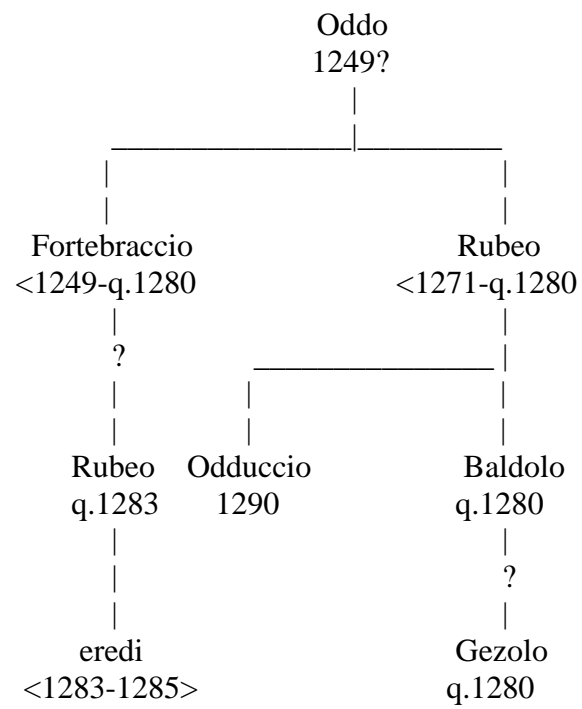 Oddo
1249?
Fortebraccio Rubeo
<1249-q.1280 <1271-q.1280
?
Rubeo Odduccio Baldolo
q.1283 1290 q.1280
?
eredi Gezolo
<1283-1285> q.1280